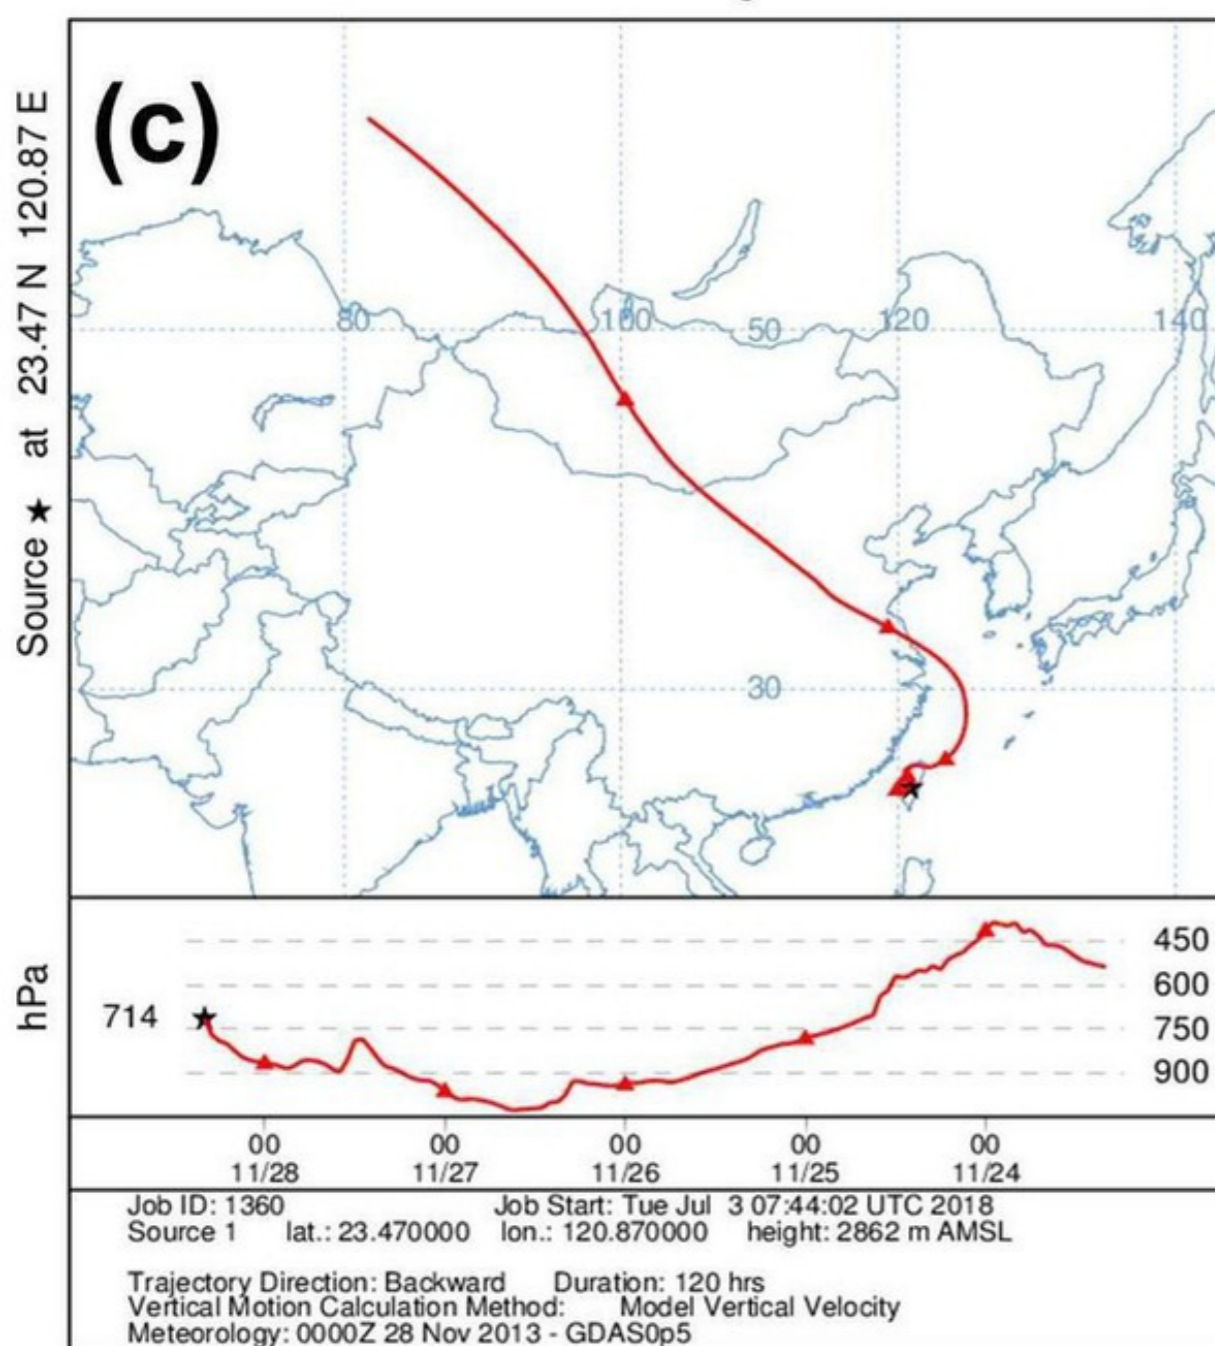 (c)
Source ★ at 23.47 N 120.87 E
80
100
50
120
140
30
hPa
714
450
600
750
900
00 00 00 00 00
11/28 11/27 11/26 11/25 11/24
Job ID: 1360 Job Start: Tue Jul 3 07:44:02 UTC 2018
Source 1 lat.: 23.470000 lon.: 120.870000 height: 2862 m AMSL
Trajectory Direction: Backward Duration: 120 hrs
Vertical Motion Calculation Method: Model Vertical Velocity
Meteorology: 0000Z 28 Nov 2013 - GDAS0p5